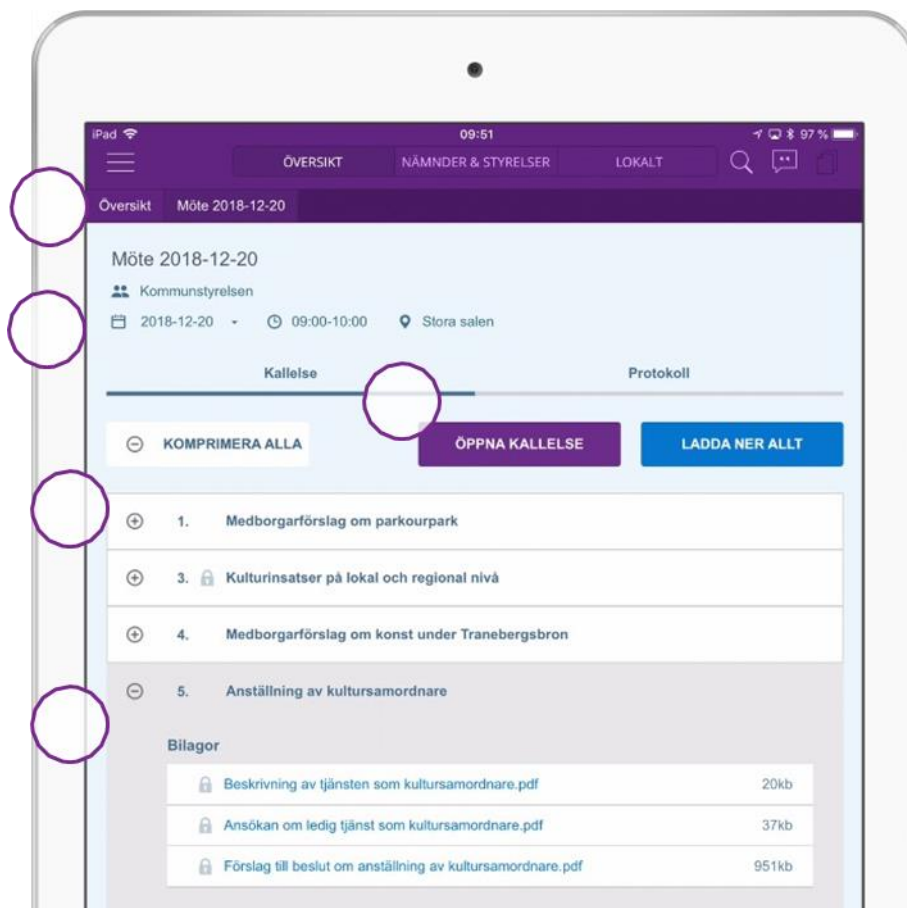 iPad 09:51 97 %
ÖVERSIKT NÄMNDER & STYRELSER LOKALT
Översikt Möte 2018-12-20
Möte 2018-12-20
Kommunstyrelsen
2018-12-20 09:00-10:00 Stora salen
Kallelse Protokoll
KOMPRIMERA ALLA ÖPPNA KALLELSE LADDA NER ALLT
1. Medborgarförslag om parkourpark
3. Kulturinsatser på lokal och regional nivå
4. Medborgarförslag om konst under Tranebergsbron
5. Anställning av kultursamordnare
Bilagor
Beskrivning av tjänsten som kultursamordnare.pdf 20kb
Ansökan om ledig tjänst som kultursamordnare.pdf 37kb
Förslag till beslut om anställning av kultursamordnare.pdf 951kb